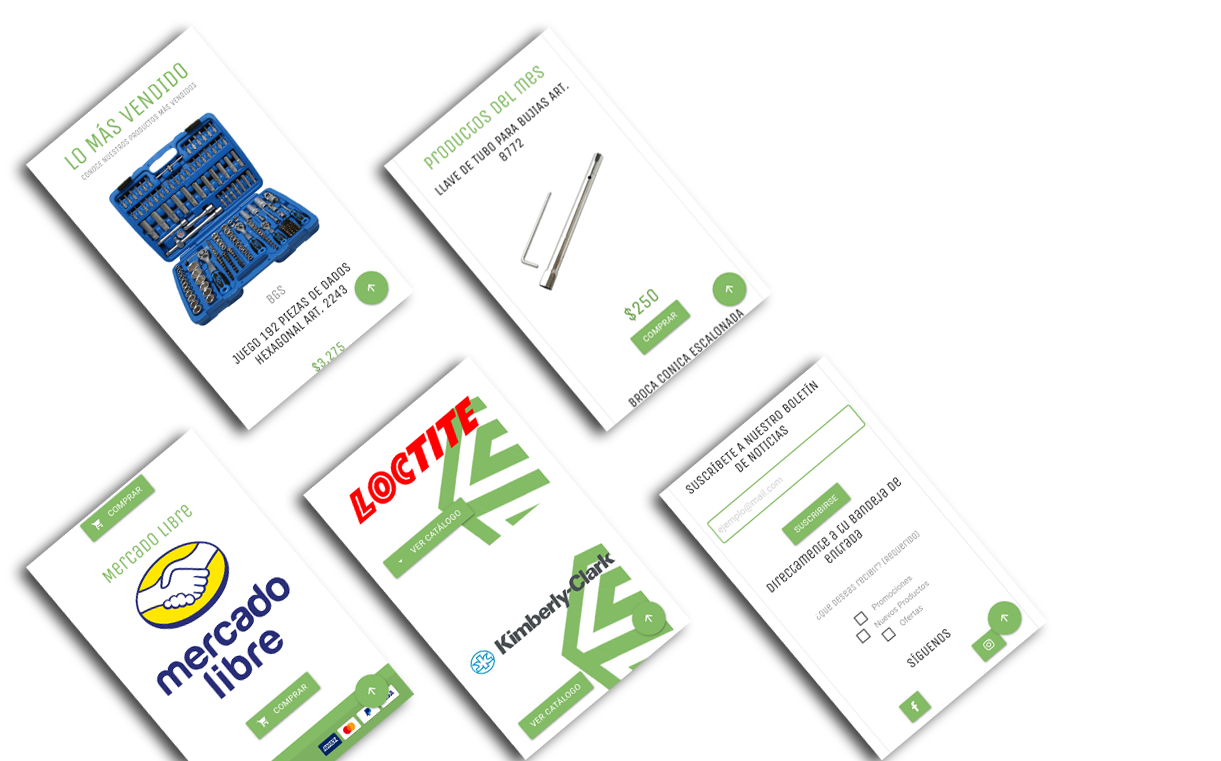 LO MÁS VENDIDO
CONOCE NUESTROS PRODUCTOS MÁS VENDIDOS
BGS
JUEGO 192 PIEZAS DE DADOS
HEXAGONAL ART. 2243
$3,275
Productos del mes
LLAVE DE TUBO PARA BUJIAS ART.
8772
$250
COMPRAR
BROCA CONICA ESCALONADA
COMPRAR
Mercado Libre
mercado
libre
COMPRAR
LOCTITE
VER CATÁLOGO
Kimberly-Clark
VER CATÁLOGO
SUSCRÍBETE A NUESTRO BOLETÍN
DE NOTICIAS
ejemplo@mail.com
SUSCRIBIRSE
Directamente a tu bandeja de
entrada
¿Que deseas recibir? (Requerido)
Promociones
Nuevos Productos
Ofertas
SÍGUENOS